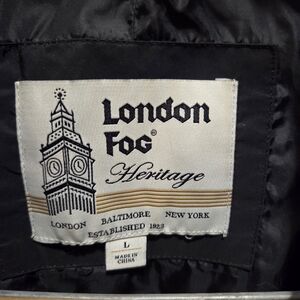 London
Fog®
Heritage
LONDON BALTIMORE NEW YORK
ESTABLISHED 1923
L
MADE IN
CHINA